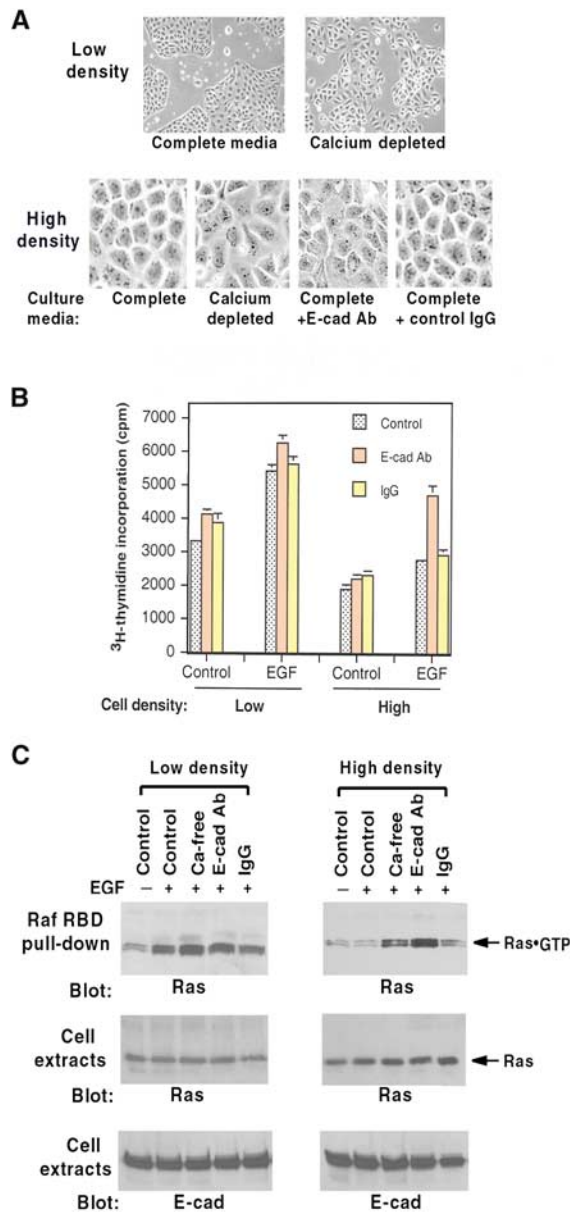 A
Low
density
Complete media
Calcium depleted
High
density
Culture
media:
Complete
Calcium
depleted
Complete
+E-cad Ab
Complete
+ control IgG
B
³H-thymidine incorporation (cpm)
7000
6000
5000
4000
3000
2000
1000
0
Control
E-cad Ab
IgG
Control EGF Control EGF
Cell density: Low High
C
Low density
High density
Control Control Ca-free E-cad Ab IgG
Control Control Ca-free E-cad Ab IgG
EGF – + + + + – + + + +
Raf RBD
pull-down
Ras•GTP
Blot: Ras Ras
Cell
extracts
Ras
Blot: Ras Ras
Cell
extracts
Blot: E-cad E-cad